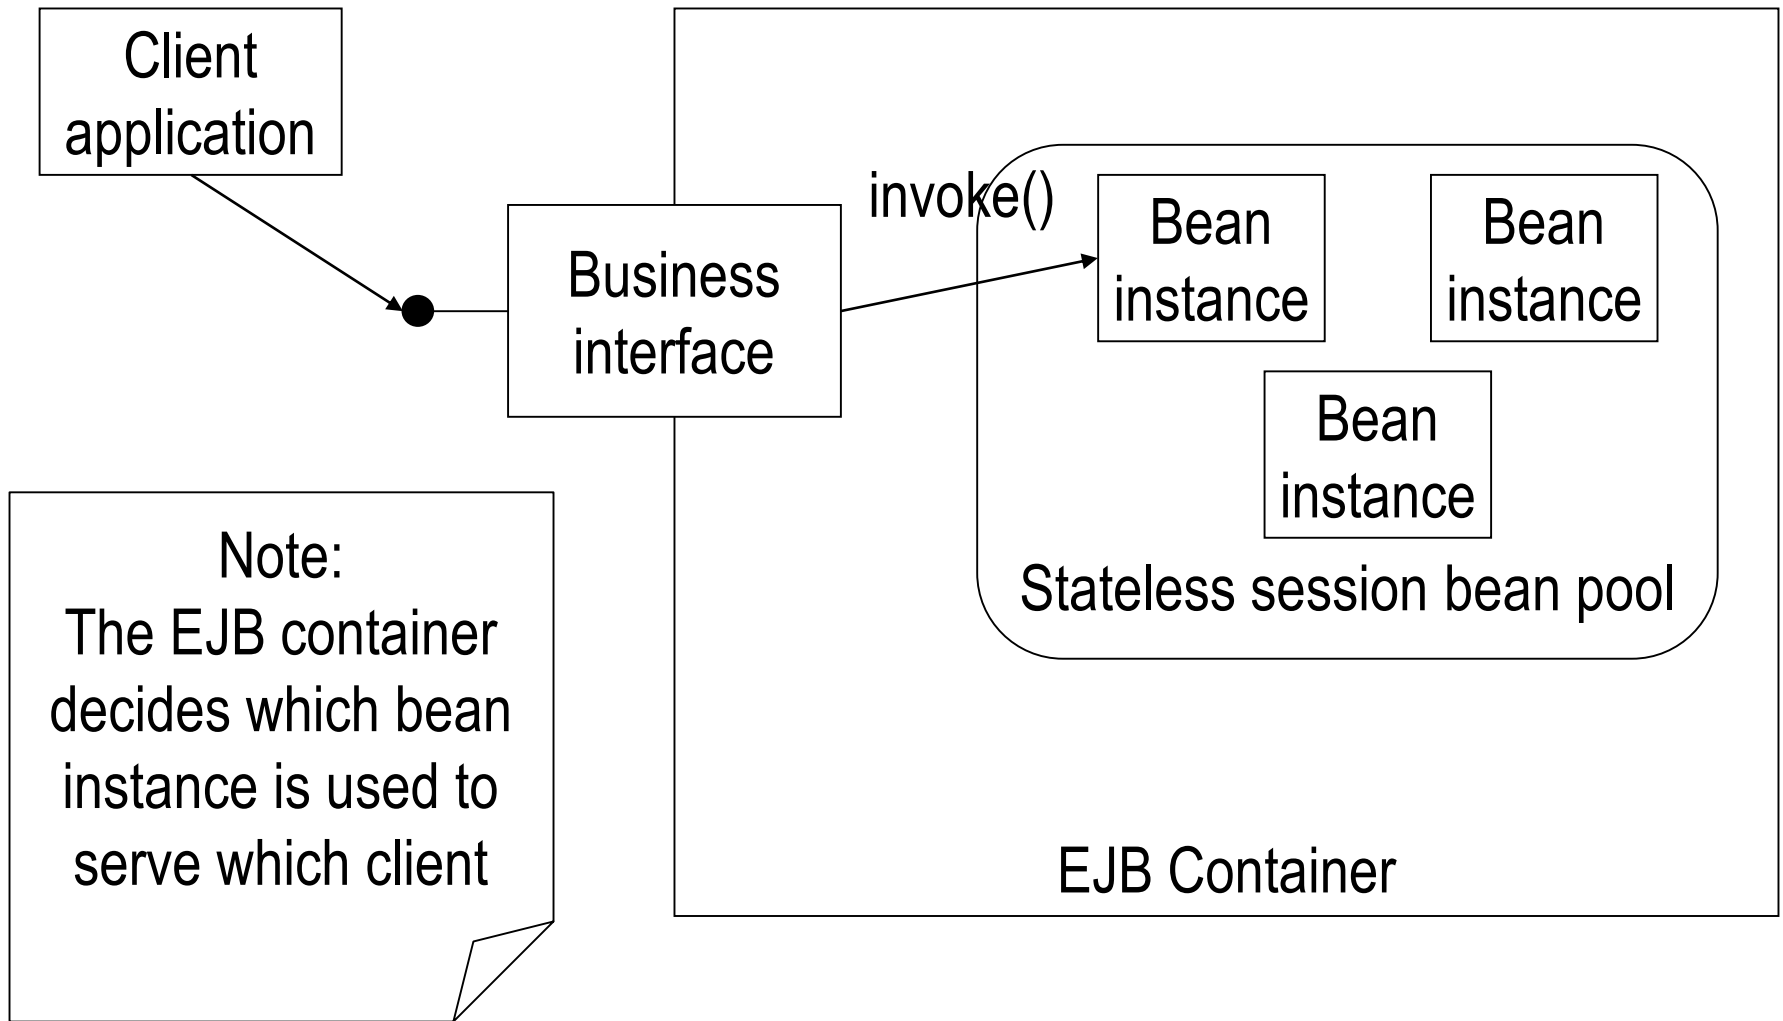 Client
application
invoke()
Business
interface
Bean
instance
Bean
instance
Bean
instance
Stateless session bean pool
EJB Container
Note:
The EJB container
decides which bean
instance is used to
serve which client